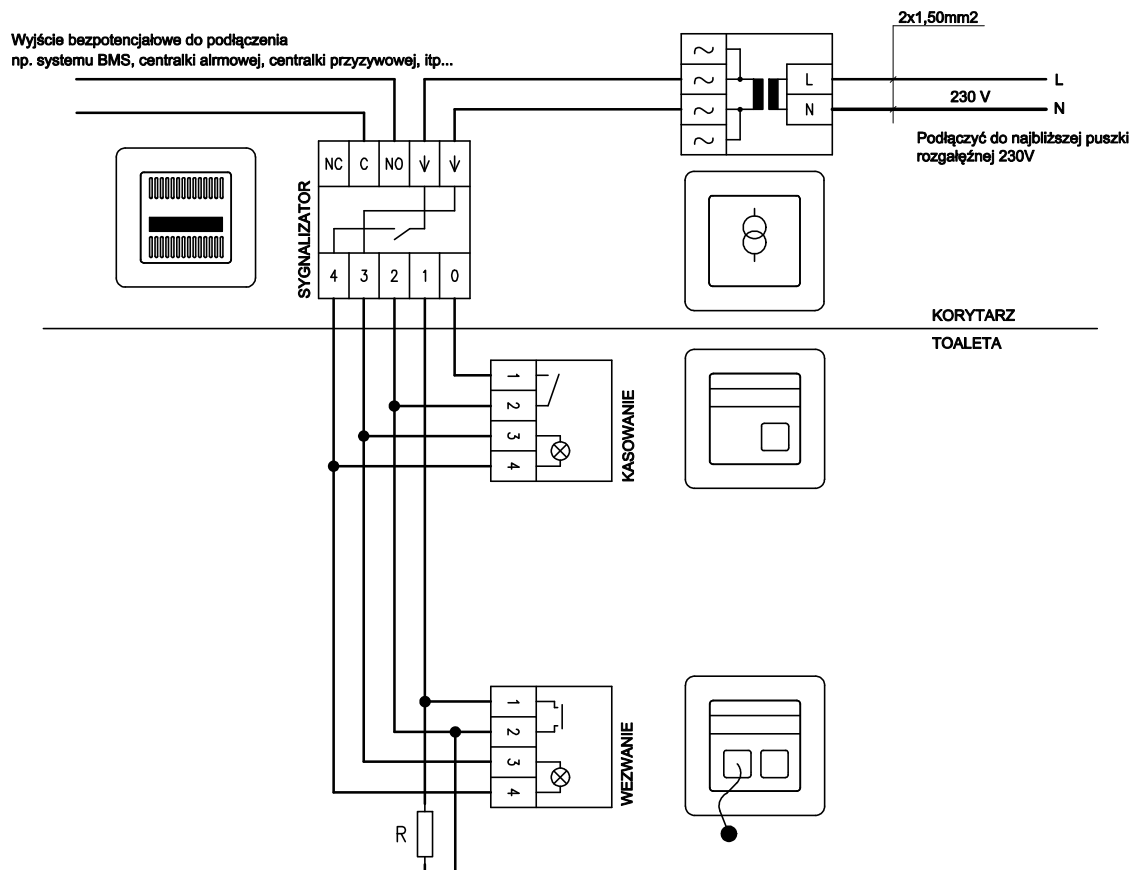 Wyjście bezpotencjałowe do podłączenia
np. systemu BMS, centralki alrmowej, centralki przyzywowej, itp...
2x1,50mm2
~
~
~
~
L
N
L
230 V
N
Podłączyć do najbliższej puszki
rozgałęźnej 230V
NC C NO ↓ ↓
SYGNALIZATOR
4 3 2 1 0
KORYTARZ
TOALETA
1
2
3
4
KASOWANIE
1
2
3
4
WEZWANIE
R